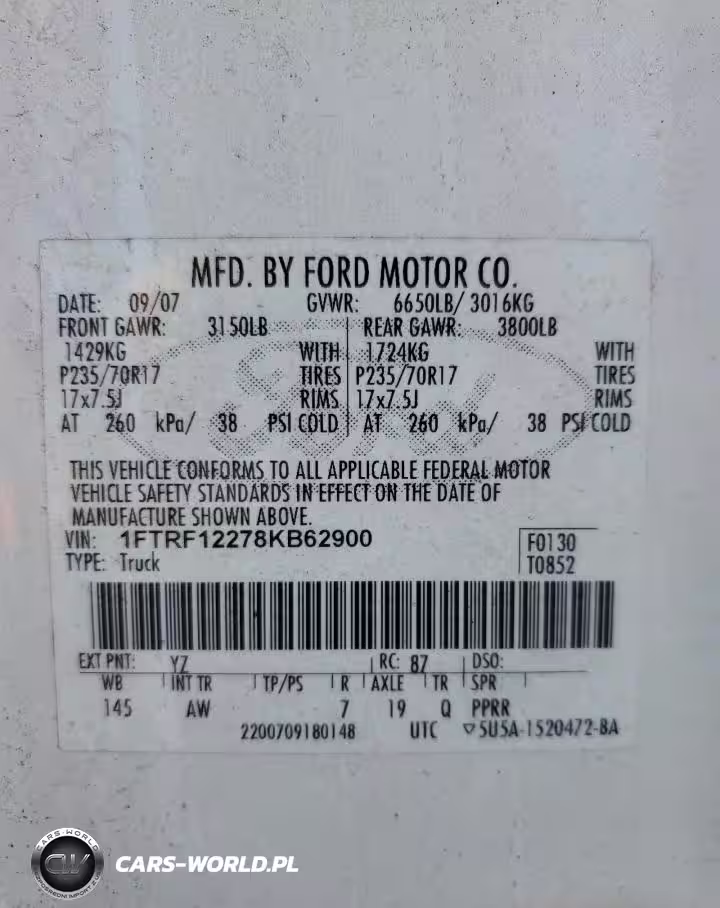 MFD. BY FORD MOTOR CO.
DATE: 09/07 GVWR: 6650LB/ 3016KG
FRONT GAWR: 3150LB REAR GAWR: 3800LB
1429KG WITH 1724KG WITH
P235/70R17 TIRES P235/70R17 TIRES
17x7.5J RIMS 17x7.5J RIMS
AT 260 kPa/ 38 PSI COLD AT 260 kPa/ 38 PSI COLD
THIS VEHICLE CONFORMS TO ALL APPLICABLE FEDERAL MOTOR
VEHICLE SAFETY STANDARDS IN EFFECT ON THE DATE OF
MANUFACTURE SHOWN ABOVE.
VIN: 1FTRF12278KB62900 F0130
TYPE: Truck T0852
EXT PNT: YZ RC: 87 DSO:
WB INT TR TP/PS R AXLE TR SPR
145 AW 7 19 Q PPRR
2200709180148 UTC ▽5U5A-1520472-BA
CARS-WORLD
CW
CARS-WORLD.PL